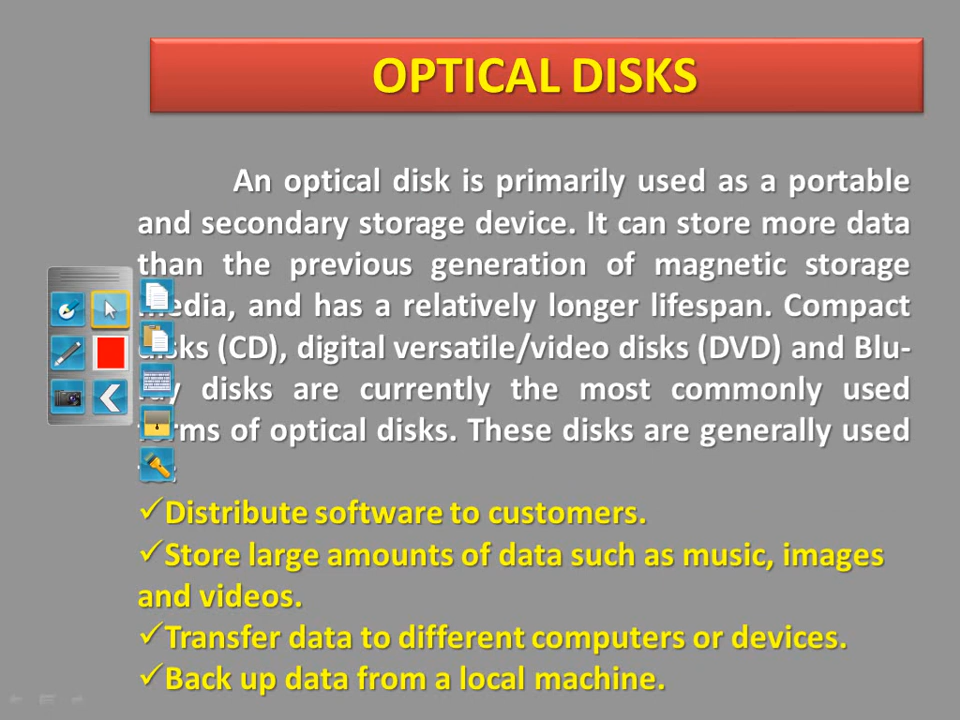 OPTICAL DISKS
An optical disk is primarily used as a portable
and secondary storage device. It can store more data
than the previous generation of magnetic storage
media, and has a relatively longer lifespan. Compact
disks (CD), digital versatile/video disks (DVD) and Blu-
ray disks are currently the most commonly used
forms of optical disks. These disks are generally used
✓Distribute software to customers.
✓Store large amounts of data such as music, images
and videos.
✓Transfer data to different computers or devices.
✓Back up data from a local machine.